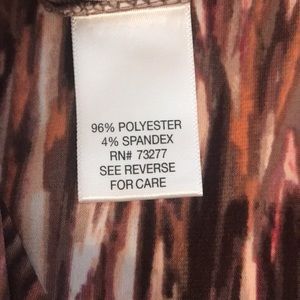 96% POLYESTER
4% SPANDEX
RN# 73277
SEE REVERSE
FOR CARE